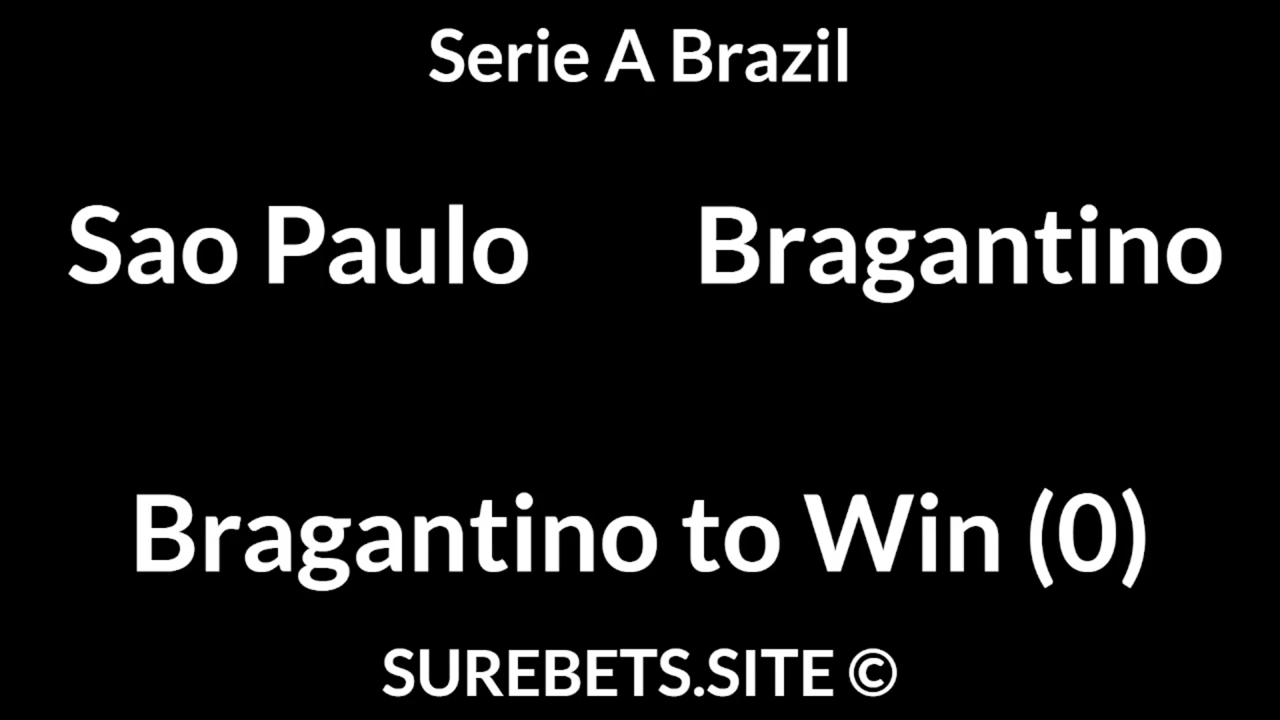 Serie A Brazil
Sao Paulo Bragantino
Bragantino to Win (0)
SUREBETS.SITE ©